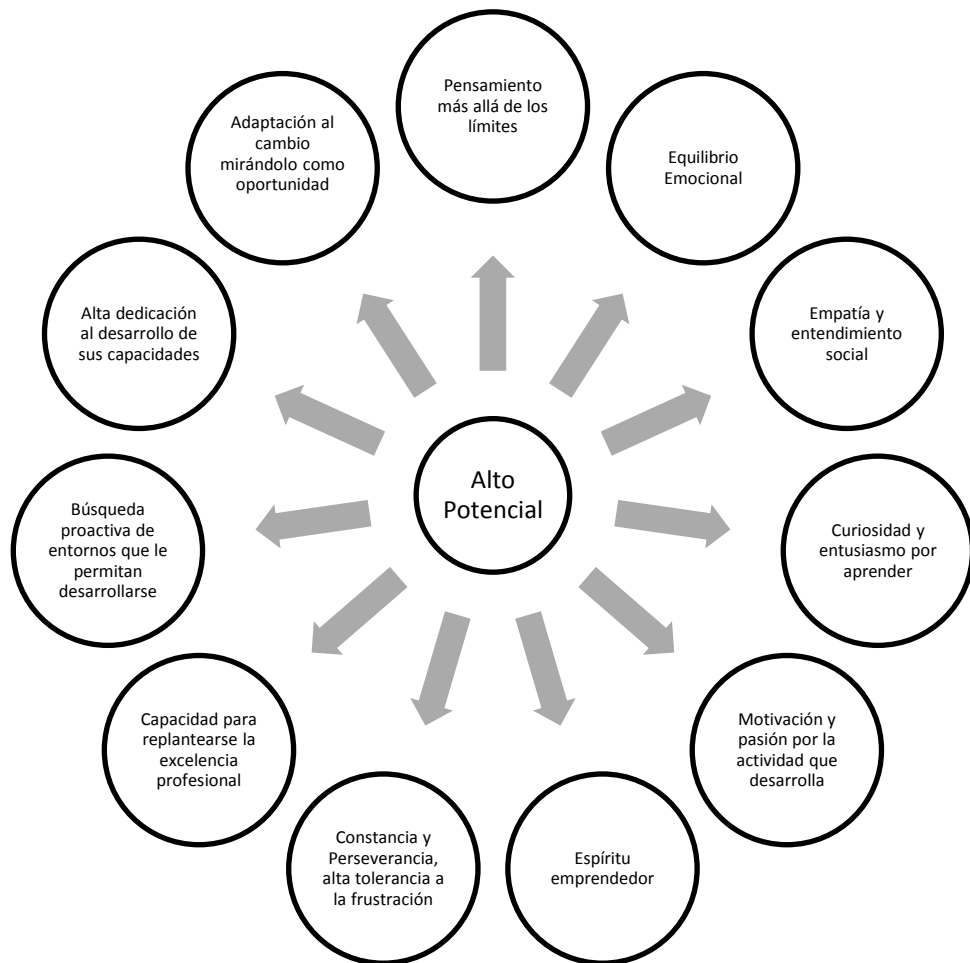 Pensamiento
más allá de los
límites
Equilibrio
Emocional
Empatía y
entendimiento
social
Curiosidad y
entusiasmo por
aprender
Motivación y
pasión por la
actividad que
desarrolla
Espíritu
emprendedor
Constancia y
Perseverancia,
alta tolerancia a
la frustración
Capacidad para
replantearse la
excelencia
profesional
Búsqueda
proactiva de
entornos que le
permitan
desarrollarse
Alta dedicación
al desarrollo de
sus capacidades
Adaptación al
cambio
mirándolo como
oportunidad
Alto
Potencial